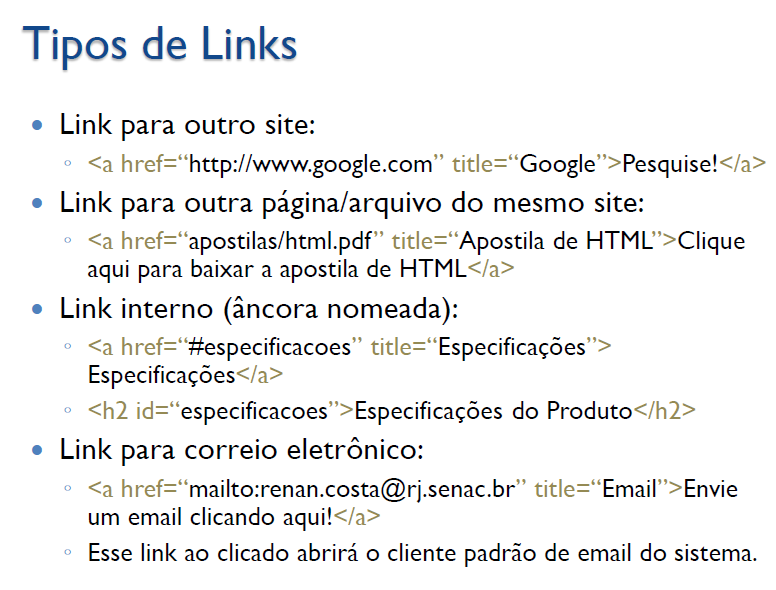 Tipos de Links
• Link para outro site:
◦ <a href=“http://www.google.com” title=“Google”>Pesquise!</a>
• Link para outra página/arquivo do mesmo site:
◦ <a href=“apostilas/html.pdf” title=“Apostila de HTML”>Clique
aqui para baixar a apostila de HTML</a>
• Link interno (âncora nomeada):
◦ <a href=“#especificacoes” title=“Especificações”>
Especificações</a>
◦ <h2 id=“especificacoes”>Especificações do Produto</h2>
• Link para correio eletrônico:
◦ <a href=“mailto:renan.costa@rj.senac.br” title=“Email”>Envie
um email clicando aqui!</a>
◦ Esse link ao clicado abrirá o cliente padrão de email do sistema.